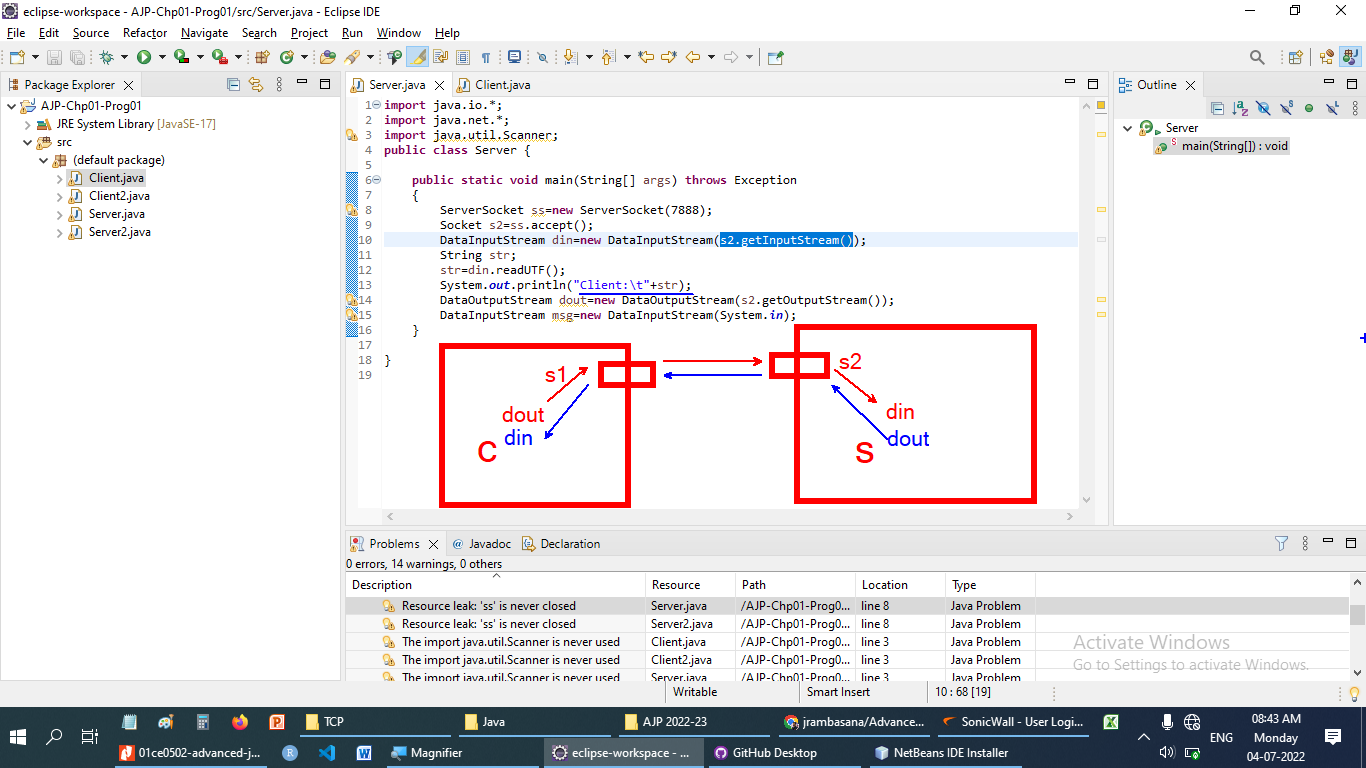 eclipse-workspace - AJP-Chp01-Prog01/src/Server.java - Eclipse IDE
File Edit Source Refactor Navigate Search Project Run Window Help
Package Explorer
AJP-Chp01-Prog01
JRE System Library [JavaSE-17]
src
(default package)
Client.java
Client2.java
Server.java
Server2.java
Server.java Client.java
1 import java.io.*;
2 import java.net.*;
3 import java.util.Scanner;
4 public class Server {
5
6 public static void main(String[] args) throws Exception
7 {
8 ServerSocket ss=new ServerSocket(7888);
9 Socket s2=ss.accept();
10 DataInputStream din=new DataInputStream(s2.getInputStream());
11 String str;
12 str=din.readUTF();
13 System.out.println("Client:\t"+str);
14 DataOutputStream dout=new DataOutputStream(s2.getOutputStream());
15 DataInputStream msg=new DataInputStream(System.in);
16 }
17
18 }
19
s1
dout
din
C
s2
din
dout
S
Outline
Server
main(String[]) : void
Problems @ Javadoc Declaration
0 errors, 14 warnings, 0 others
Description Resource Path Location Type
Resource leak: 'ss' is never closed Server.java /AJP-Chp01-Prog0... line 8 Java Problem
Resource leak: 'ss' is never closed Server2.java /AJP-Chp01-Prog0... line 8 Java Problem
The import java.util.Scanner is never used Client.java /AJP-Chp01-Prog0... line 3 Java Problem
The import java.util.Scanner is never used Client2.java /AJP-Chp01-Prog0... line 3 Java Problem
The import java.util.Scanner is never used Server.java /AJP-Chp01-Prog0... line 3 Java Problem
Activate Windows
Go to Settings to activate Windows.
Writable Smart Insert 10 : 68 [19]
TCP Java AJP 2022-23 jrambasana/Advance... SonicWall - User Logi...
01ce0502-advanced-j... Magnifier eclipse-workspace - ... GitHub Desktop NetBeans IDE Installer
ENG
08:43 AM
Monday
04-07-2022